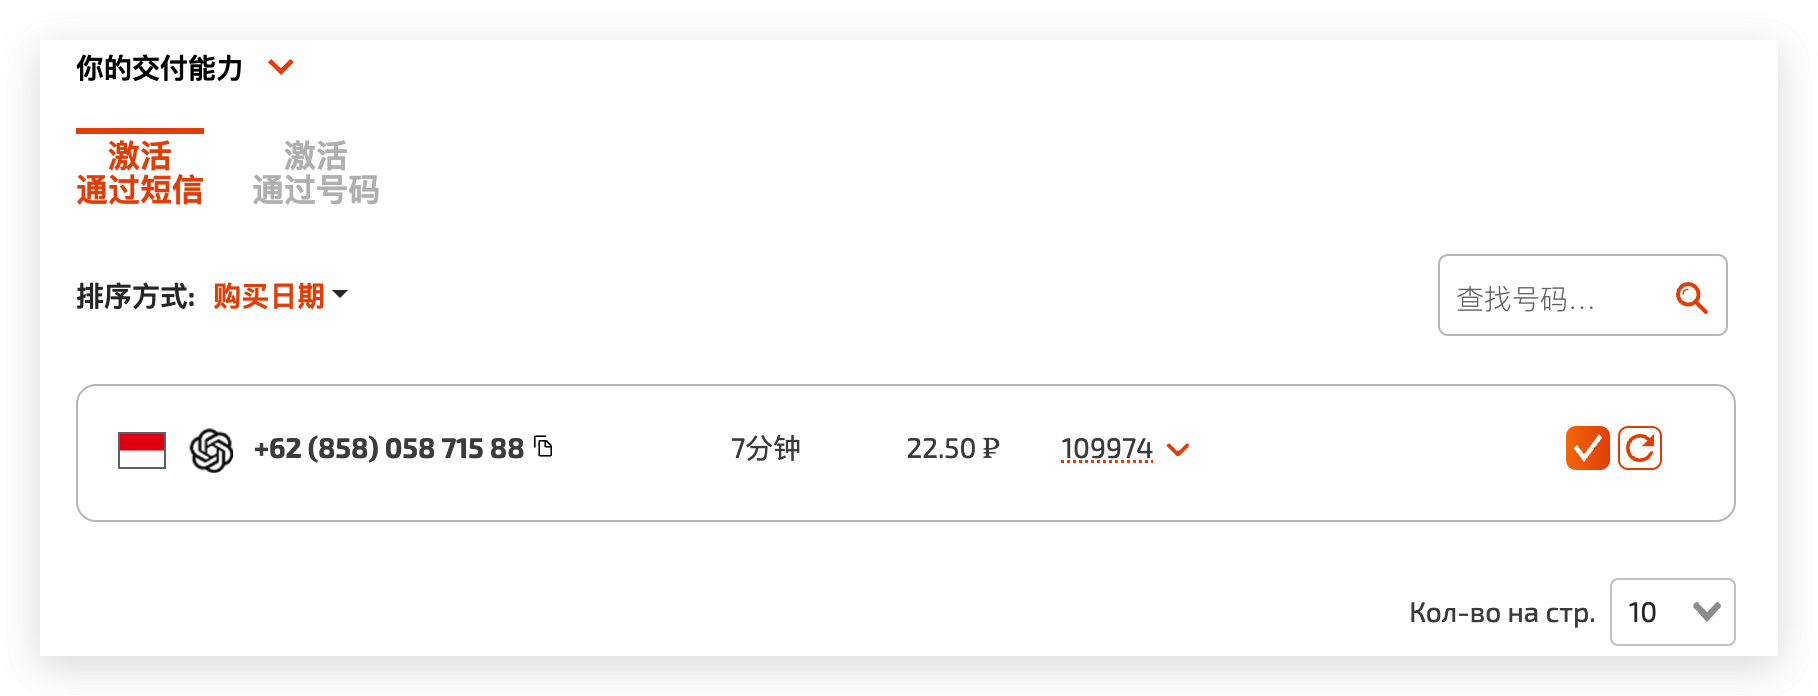 你的交付能力
激活
通过短信
激活
通过号码
排序方式: 购买日期
查找号码...
+62 (858) 058 715 88 7分钟 22.50 ₽ 109974
Кол-во на стр. 10